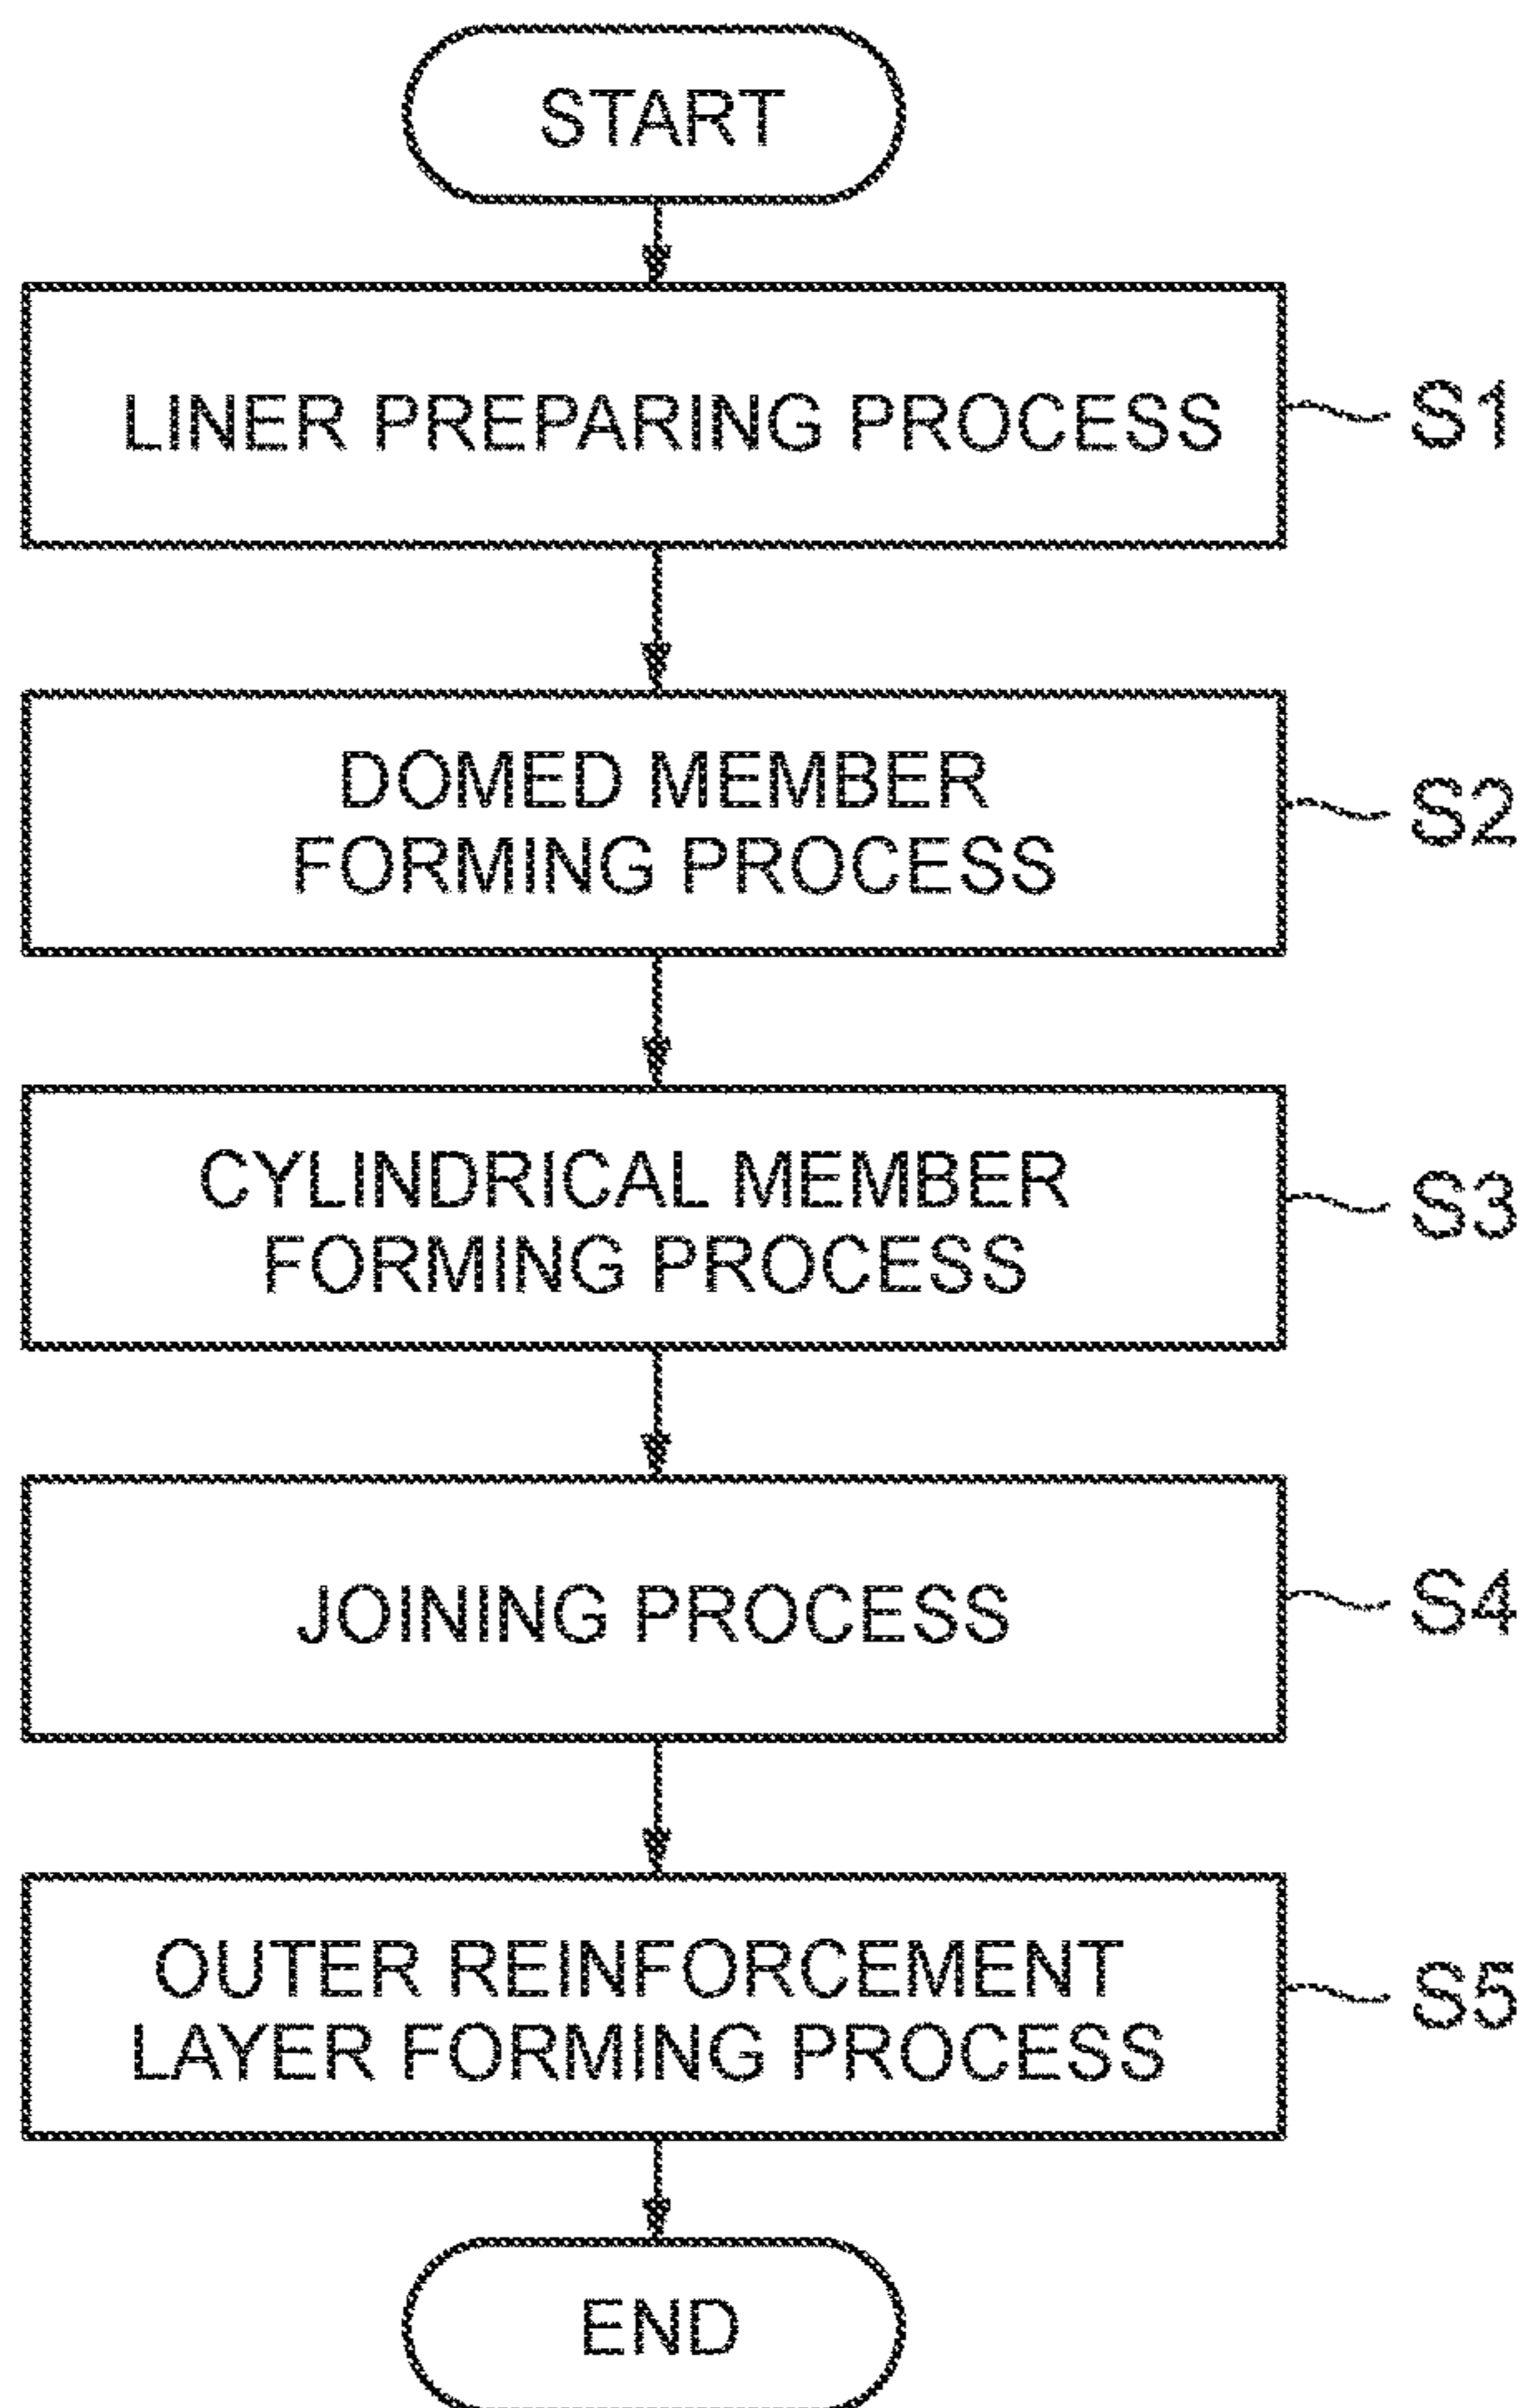 START
LINER PREPARING PROCESS
S1
DOMED MEMBER
FORMING PROCESS
S2
CYLINDRICAL MEMBER
FORMING PROCESS
S3
JOINING PROCESS
S4
OUTER REINFORCEMENT
LAYER FORMING PROCESS
S5
END